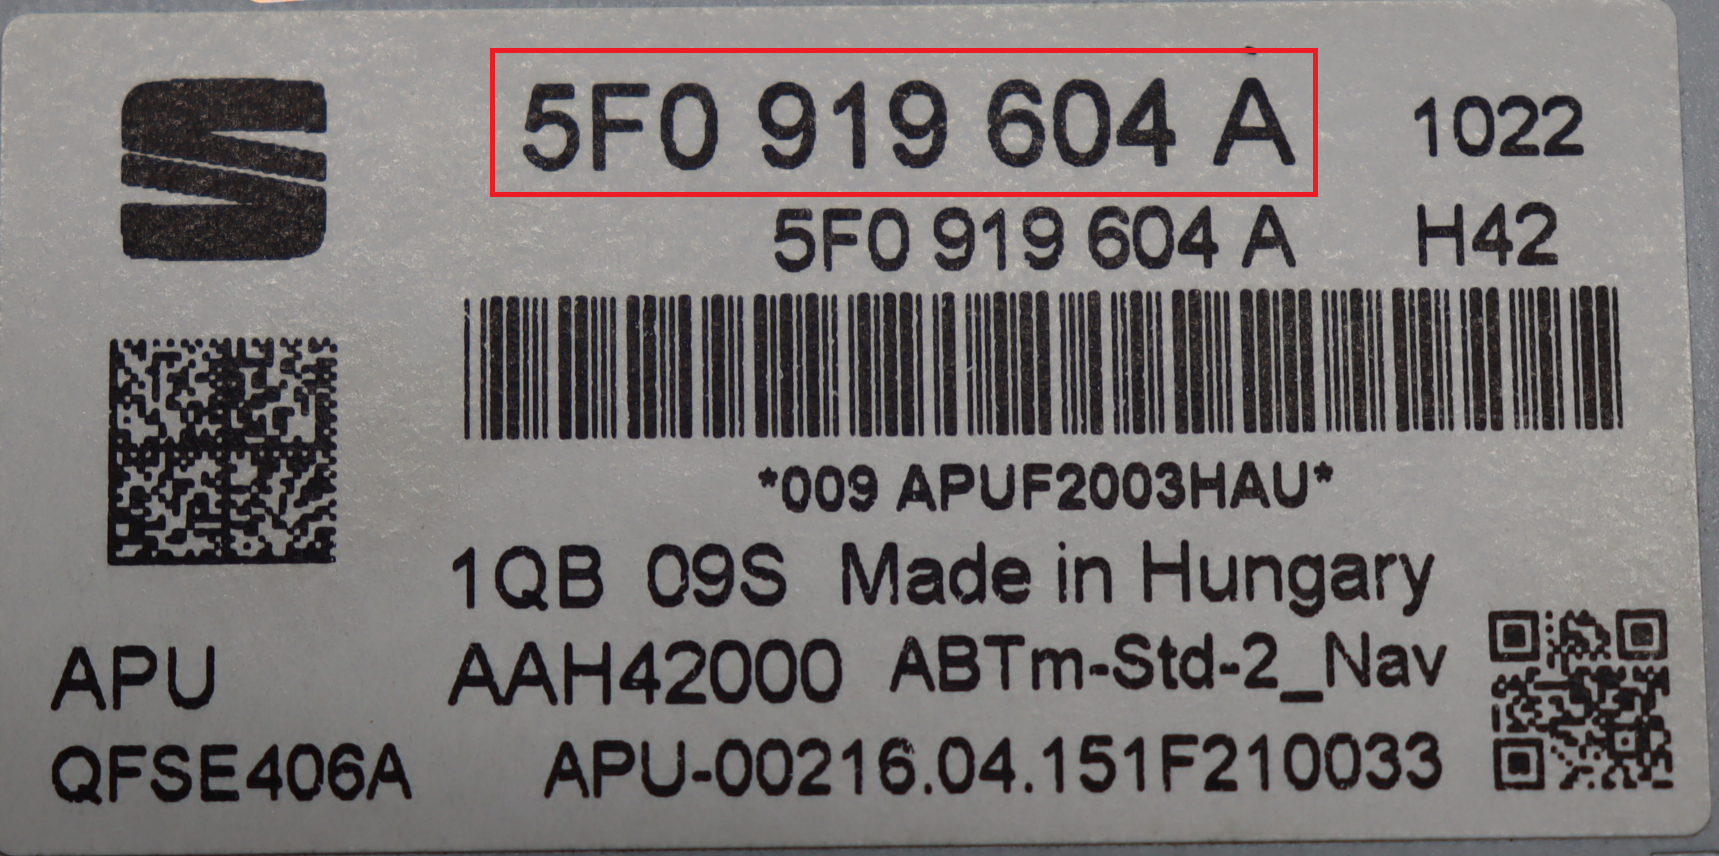 5F0 919 604 A 1022
5F0 919 604 A H42
*009 APUF2003HAU*
1QB 09S Made in Hungary
APU AAH42000 ABTm-Std-2_Nav
QFSE406A APU-00216.04.151F210033